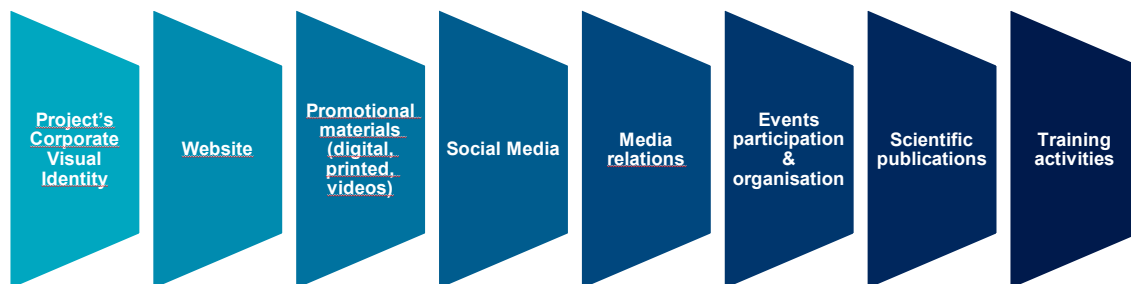 Project's
Corporate
Visual
Identity
Website
Promotional
materials
(digital,
printed,
videos)
Social Media
Media
relations
Events
participation
&
organisation
Scientific
publications
Training
activities